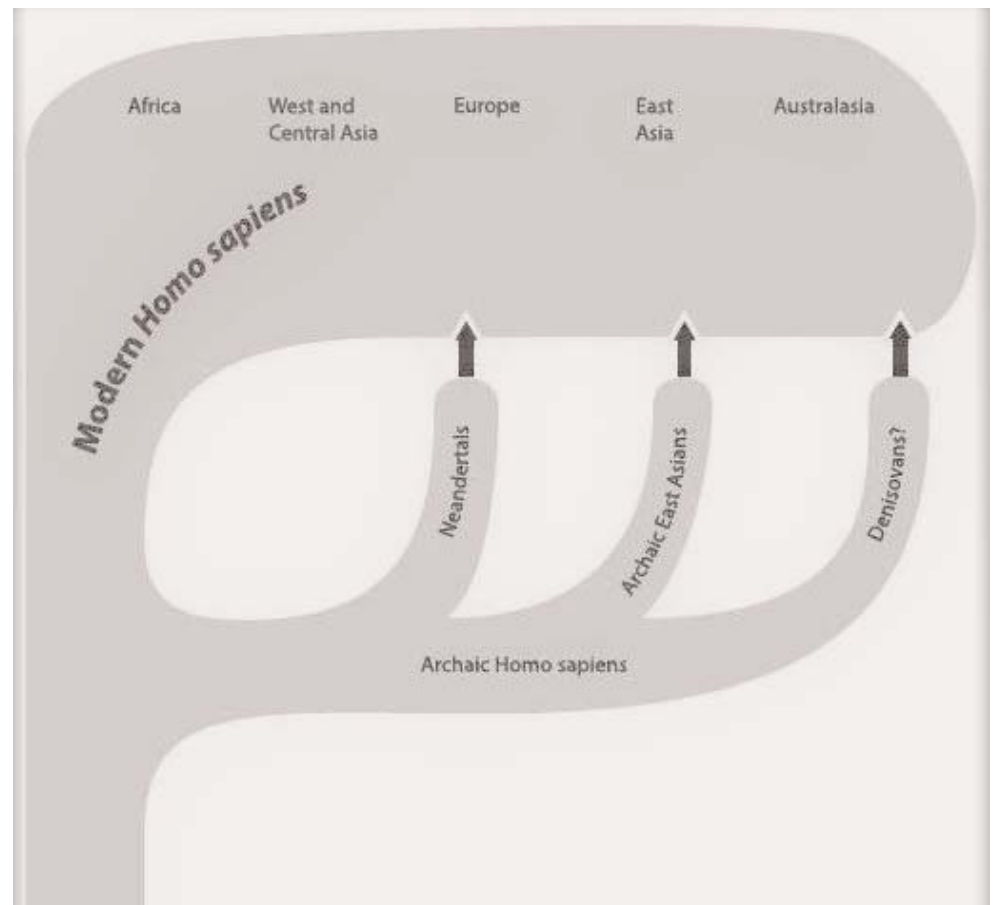 Africa
West and
Central Asia
Europe
East
Asia
Australasia
Modern Homo sapiens
Neandertals
Archaic East Asians
Denisovans?
Archaic Homo sapiens